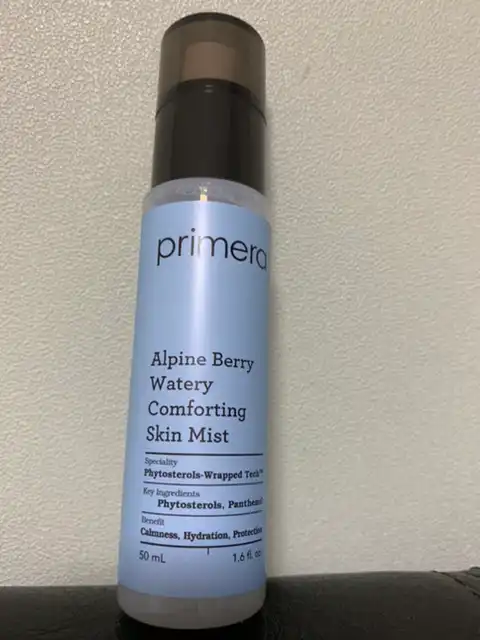 primera
Alpine Berry
Watery
Comforting
Skin Mist
Speciality
Phytosterols-Wrapped Tech™
Key Ingredients
Phytosterols, Panthenol
Benefit
Calmness, Hydration, Protection
50 mL 1.6 fl. oz